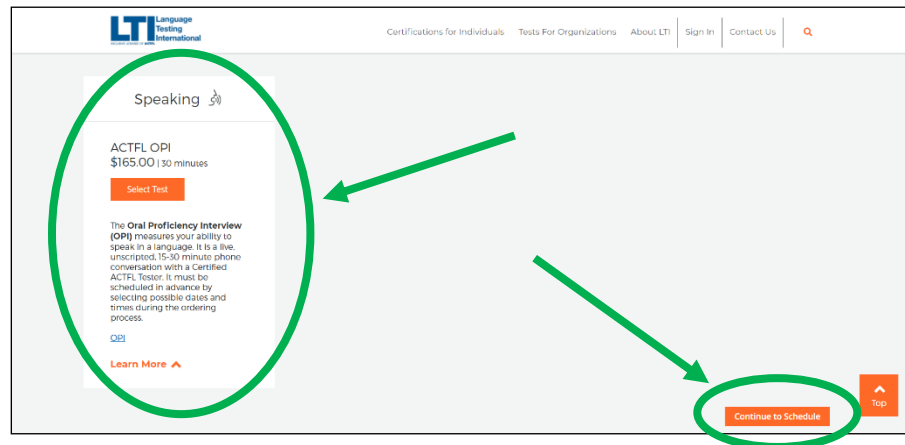 LTI Language
Testing
International
Certifications for Individuals Tests For Organizations About LTI Sign In Contact Us
Speaking
ACTFL OPI
$165.00 | 30 minutes
Select Test
The Oral Proficiency Interview
(OPI) measures your ability to
speak in a language. It is a live,
unscripted, 15-30 minute phone
conversation with a Certified
ACTFL Tester. It must be
scheduled in advance by
selecting possible dates and
times during the ordering
process.
OPI
Learn More
Top
Continue to Schedule